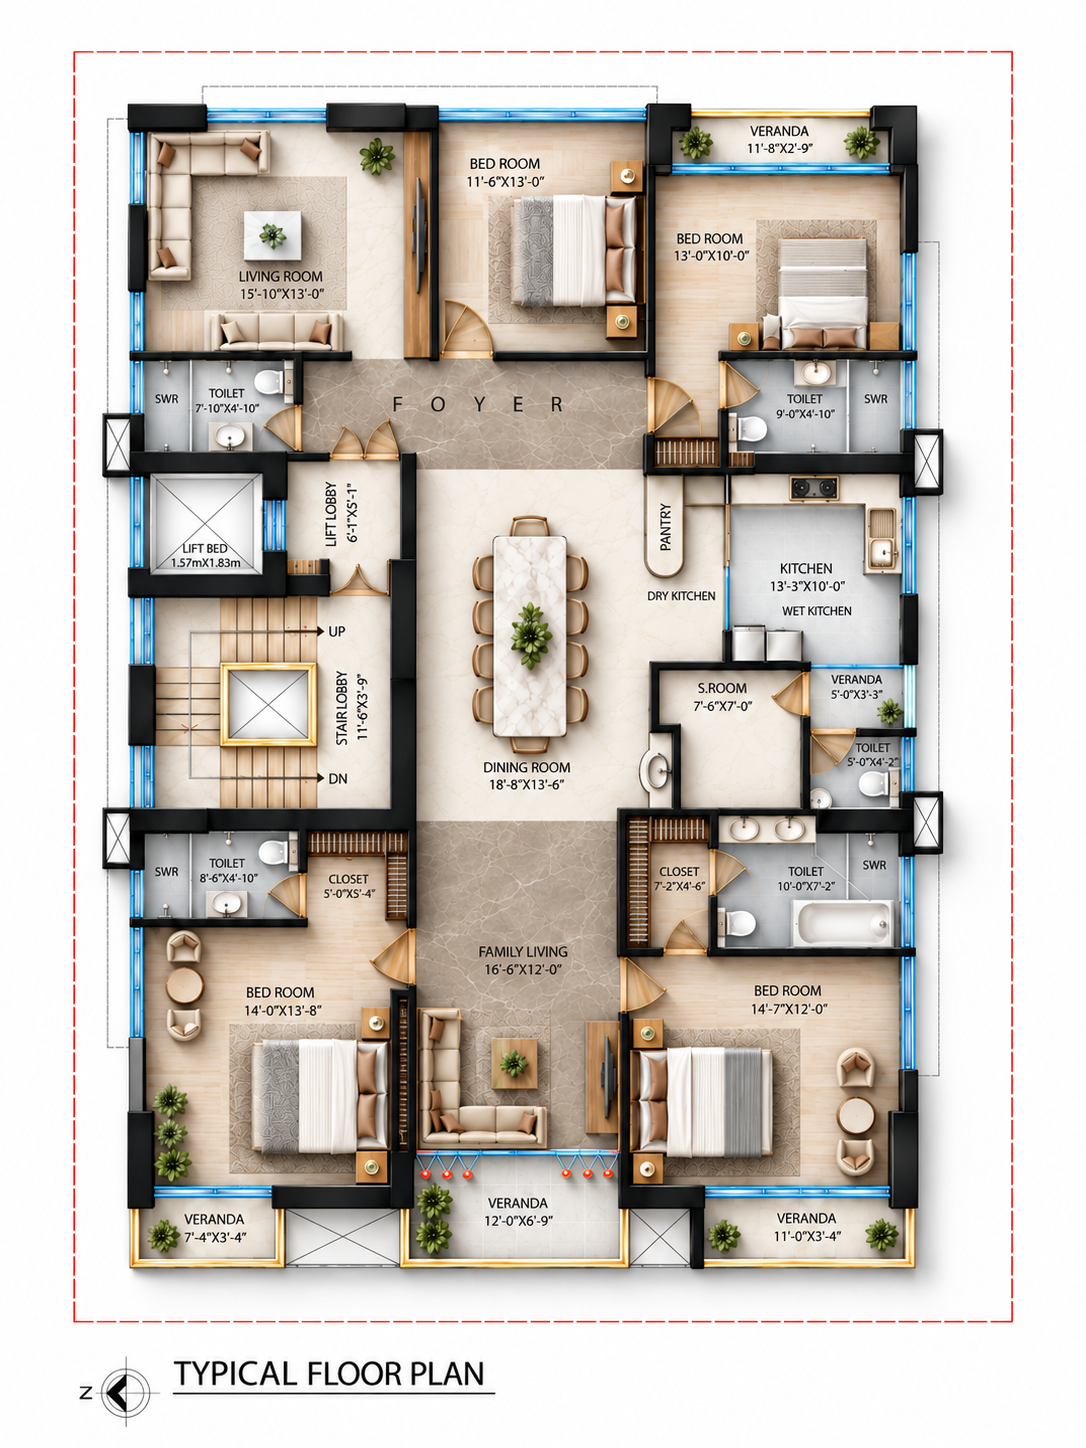 VERANDA
11'-8"X2'-9"
BED ROOM
11'-6"X13'-0"
BED ROOM
13'-0"X10'-0"
LIVING ROOM
15'-10"X13'-0"
SWR
TOILET
7'-10"X4'-10"
FOYER
TOILET
9'-0"X4'-10"
SWR
LIFT LOBBY
6'-1"X5'-1"
PANTRY
LIFT BED
1.57mX1.83m
KITCHEN
13'-3"X10'-0"
DRY KITCHEN
WET KITCHEN
UP
STAIR LOBBY
11'-6"X3'-9"
DN
S.ROOM
7'-6"X7'-0"
VERANDA
5'-0"X3'-3"
TOILET
5'-0"X4'-2"
DINING ROOM
18'-8"X13'-6"
SWR
TOILET
8'-6"X4'-10"
CLOSET
5'-0"X5'-4"
CLOSET
7'-2"X4'-6"
TOILET
10'-0"X7'-2"
SWR
FAMILY LIVING
16'-6"X12'-0"
BED ROOM
14'-0"X13'-8"
BED ROOM
14'-7"X12'-0"
VERANDA
7'-4"X3'-4"
VERANDA
12'-0"X6'-9"
VERANDA
11'-0"X3'-4"
Z
TYPICAL FLOOR PLAN